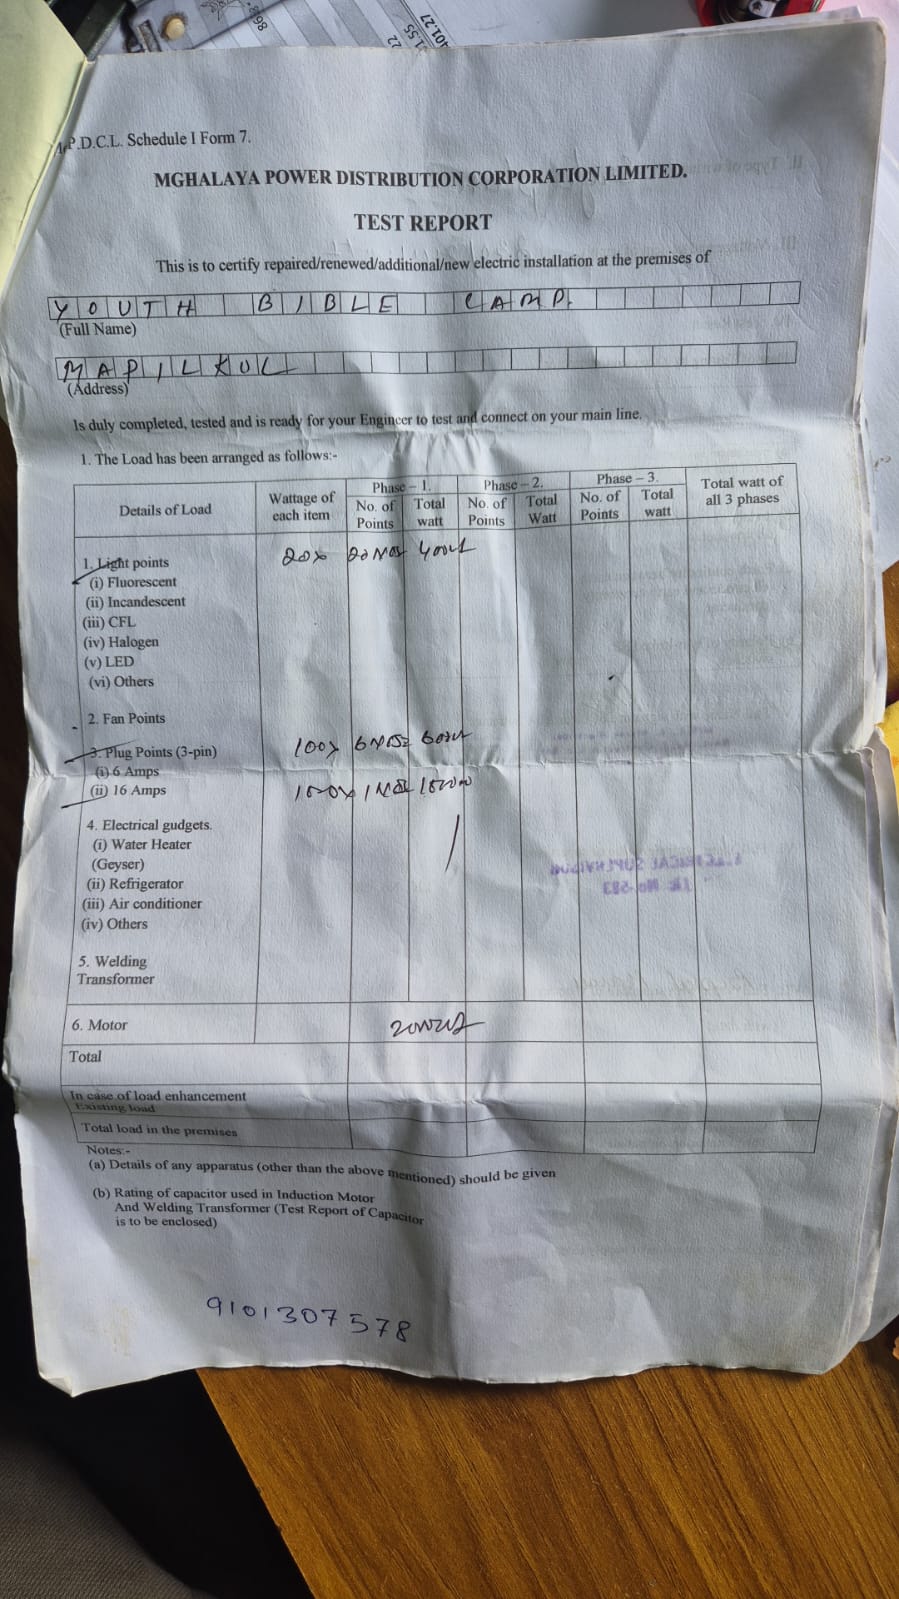 M.P.D.C.L. Schedule I Form 7.
MGHALAYA POWER DISTRIBUTION CORPORATION LIMITED.
TEST REPORT
This is to certify repaired/renewed/additional/new electric installation at the premises of
YOUTH BIBLE CAMP.
(Full Name)
MAPILKUL
(Address)
Is duly completed, tested and is ready for your Engineer to test and connect on your main line.
1. The Load has been arranged as follows:-
Details of Load Wattage of each item Phase – 1. Phase – 2. Phase – 3. Total watt of all 3 phases
No. of Points Total watt No. of Points Total Watt No. of Points Total watt
1. Light points 20x 20 Nos 400W
(i) Fluorescent
(ii) Incandescent
(iii) CFL
(iv) Halogen
(v) LED
(vi) Others
2. Fan Points
3. Plug Points (3-pin) 100x 6 Nos 600W
(i) 6 Amps
(ii) 16 Amps 1000x 1 No 1000W
4. Electrical gudgets.
(i) Water Heater
(Geyser)
(ii) Refrigerator
(iii) Air conditioner
(iv) Others
5. Welding
Transformer
6. Motor
Total
In case of load enhancement
Existing load
Total load in the premises
Notes:-
(a) Details of any apparatus (other than the above mentioned) should be given
(b) Rating of capacitor used in Induction Motor
And Welding Transformer (Test Report of Capacitor
is to be enclosed)
9101307578